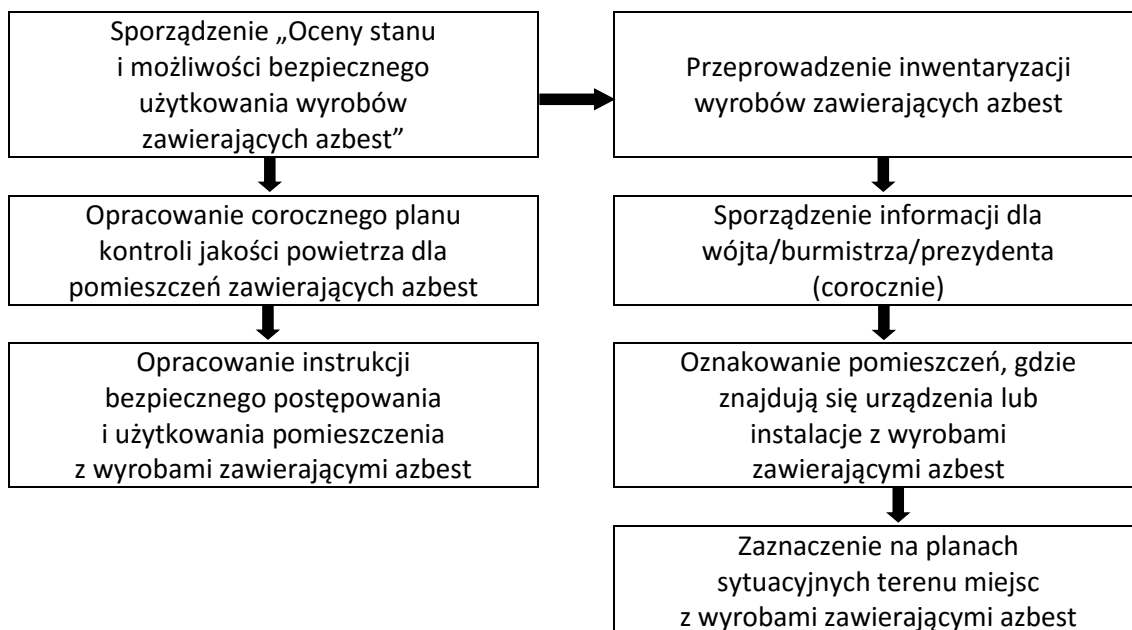 Sporządzenie „Oceny stanu
i możliwości bezpiecznego
użytkowania wyrobów
zawierających azbest”
Przeprowadzenie inwentaryzacji
wyrobów zawierających azbest
Opracowanie corocznego planu
kontroli jakości powietrza dla
pomieszczeń zawierających azbest
Sporządzenie informacji dla
wójta/burmistrza/prezydenta
(corocznie)
Opracowanie instrukcji
bezpiecznego postępowania
i użytkowania pomieszczenia
z wyrobami zawierającymi azbest
Oznakowanie pomieszczeń, gdzie
znajdują się urządzenia lub
instalacje z wyrobami
zawierającymi azbest
Zaznaczenie na planach
sytuacyjnych terenu miejsc
z wyrobami zawierającymi azbest